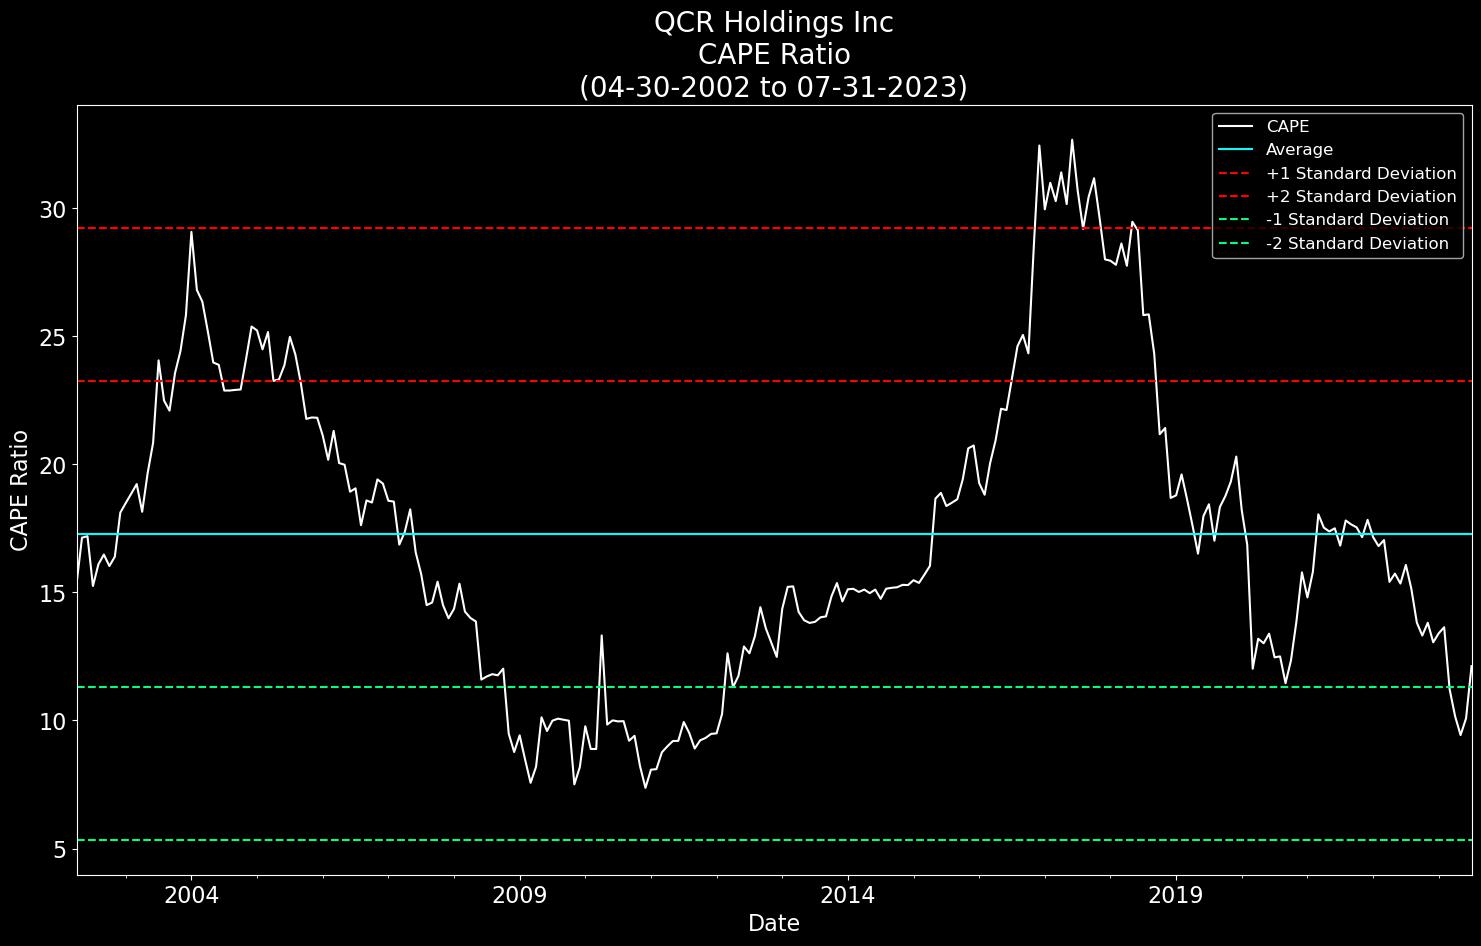 QCR Holdings Inc
CAPE Ratio
(04-30-2002 to 07-31-2023)
CAPE
Average
+1 Standard Deviation
+2 Standard Deviation
-1 Standard Deviation
-2 Standard Deviation
30
25
20
15
10
5
CAPE Ratio
2004
2009
2014
2019
Date